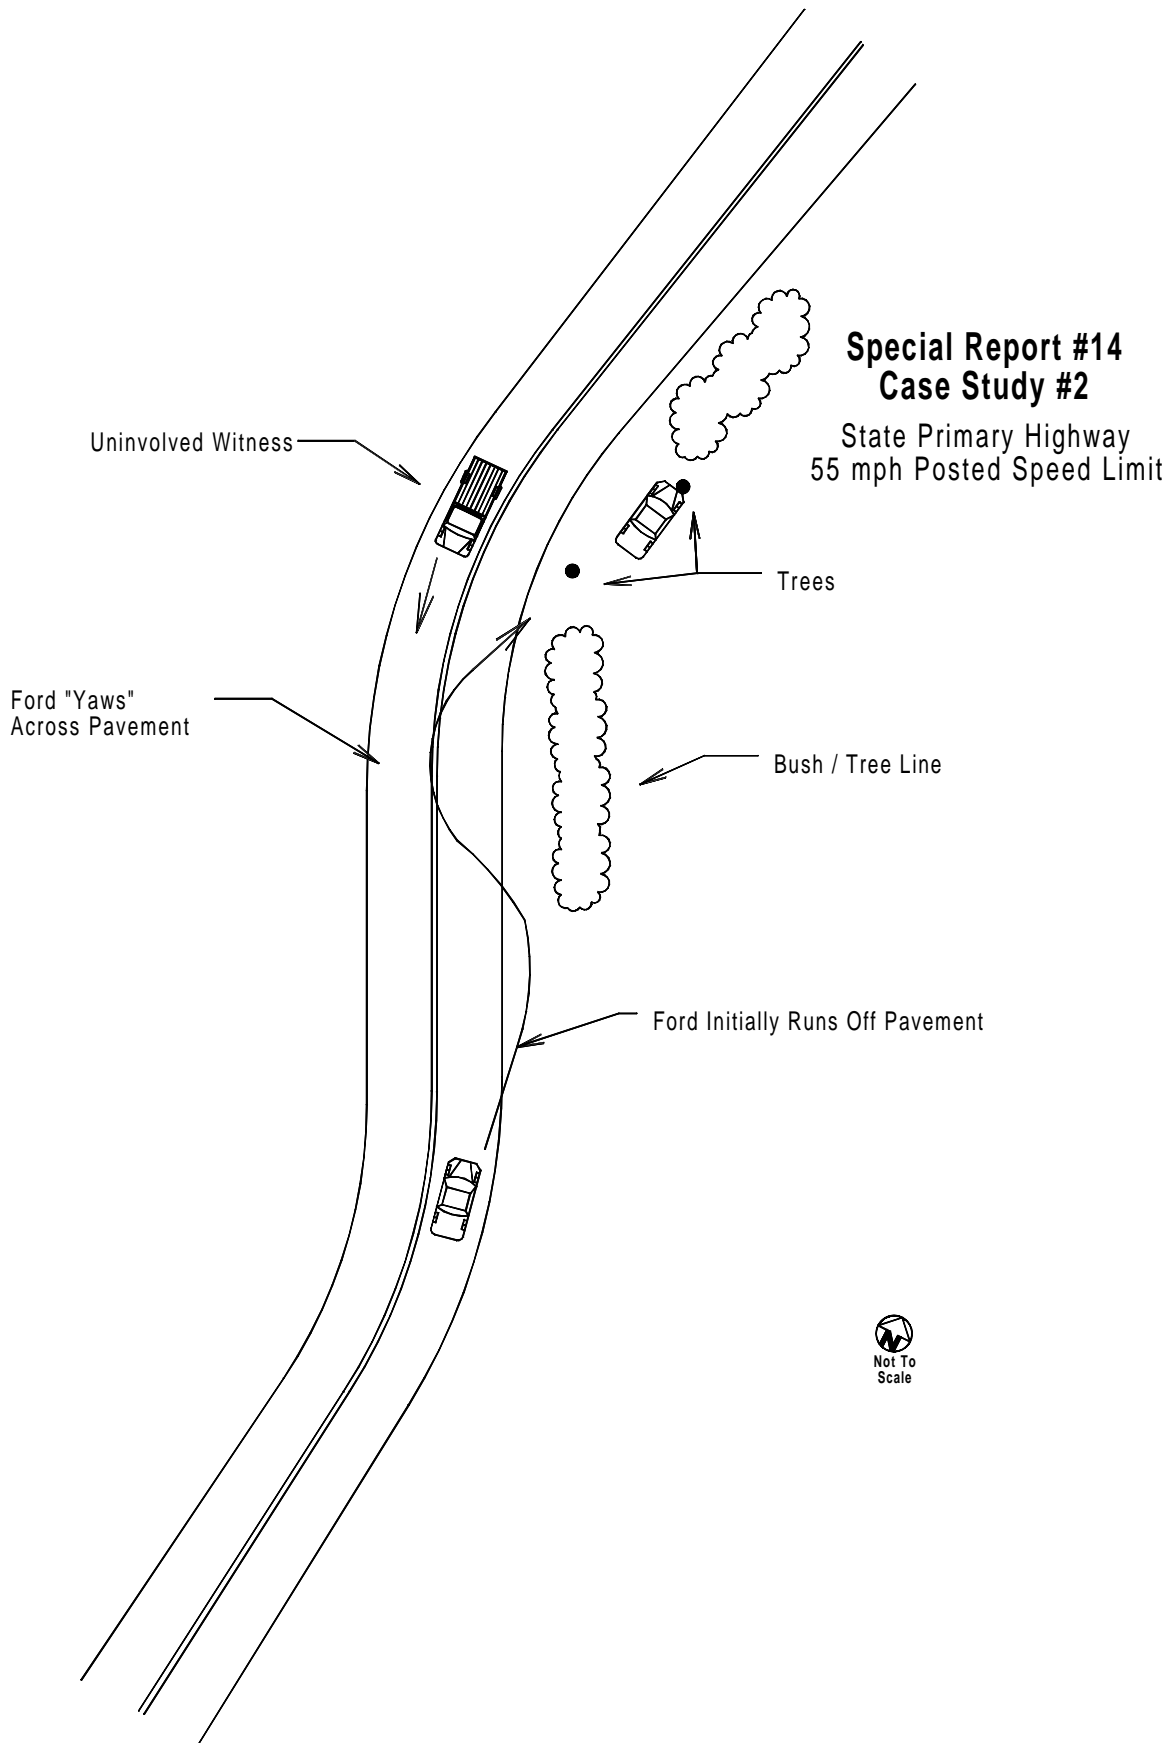 Special Report #14
Case Study #2
State Primary Highway
55 mph Posted Speed Limit
Uninvolved Witness
Trees
Ford "Yaws"
Across Pavement
Bush / Tree Line
Ford Initially Runs Off Pavement
N
Not To
Scale